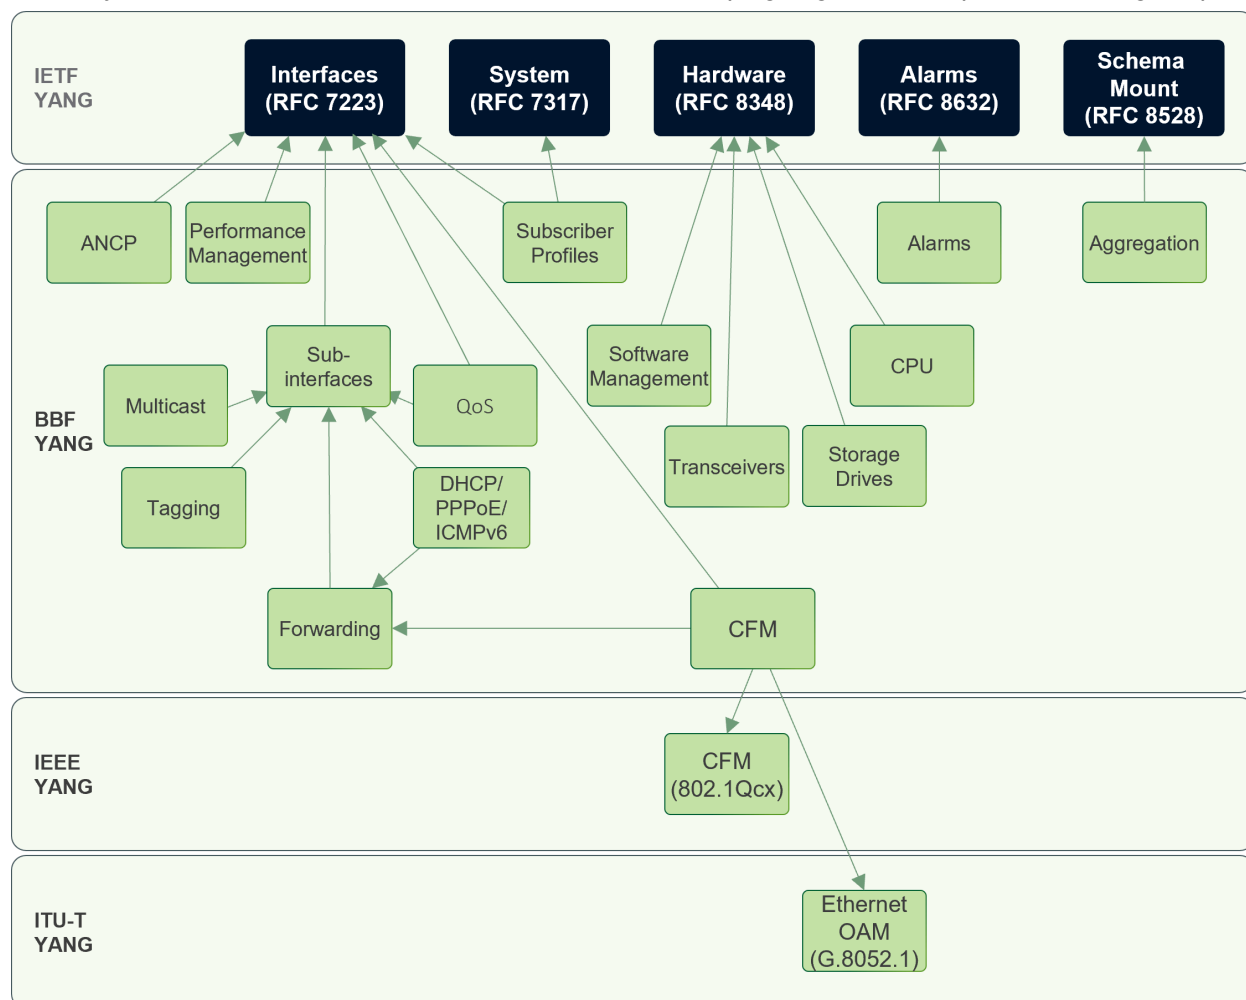 IETF
YANG
Interfaces
(RFC 7223)
System
(RFC 7317)
Hardware
(RFC 8348)
Alarms
(RFC 8632)
Schema
Mount
(RFC 8528)
ANCP
Performance
Management
Subscriber
Profiles
Alarms
Aggregation
Sub-
interfaces
Software
Management
CPU
Multicast
QoS
BBF
YANG
Transceivers
Storage
Drives
Tagging
DHCP/
PPPoE/
ICMPv6
Forwarding
CFM
IEEE
YANG
CFM
(802.1Qcx)
ITU-T
YANG
Ethernet
OAM
(G.8052.1)